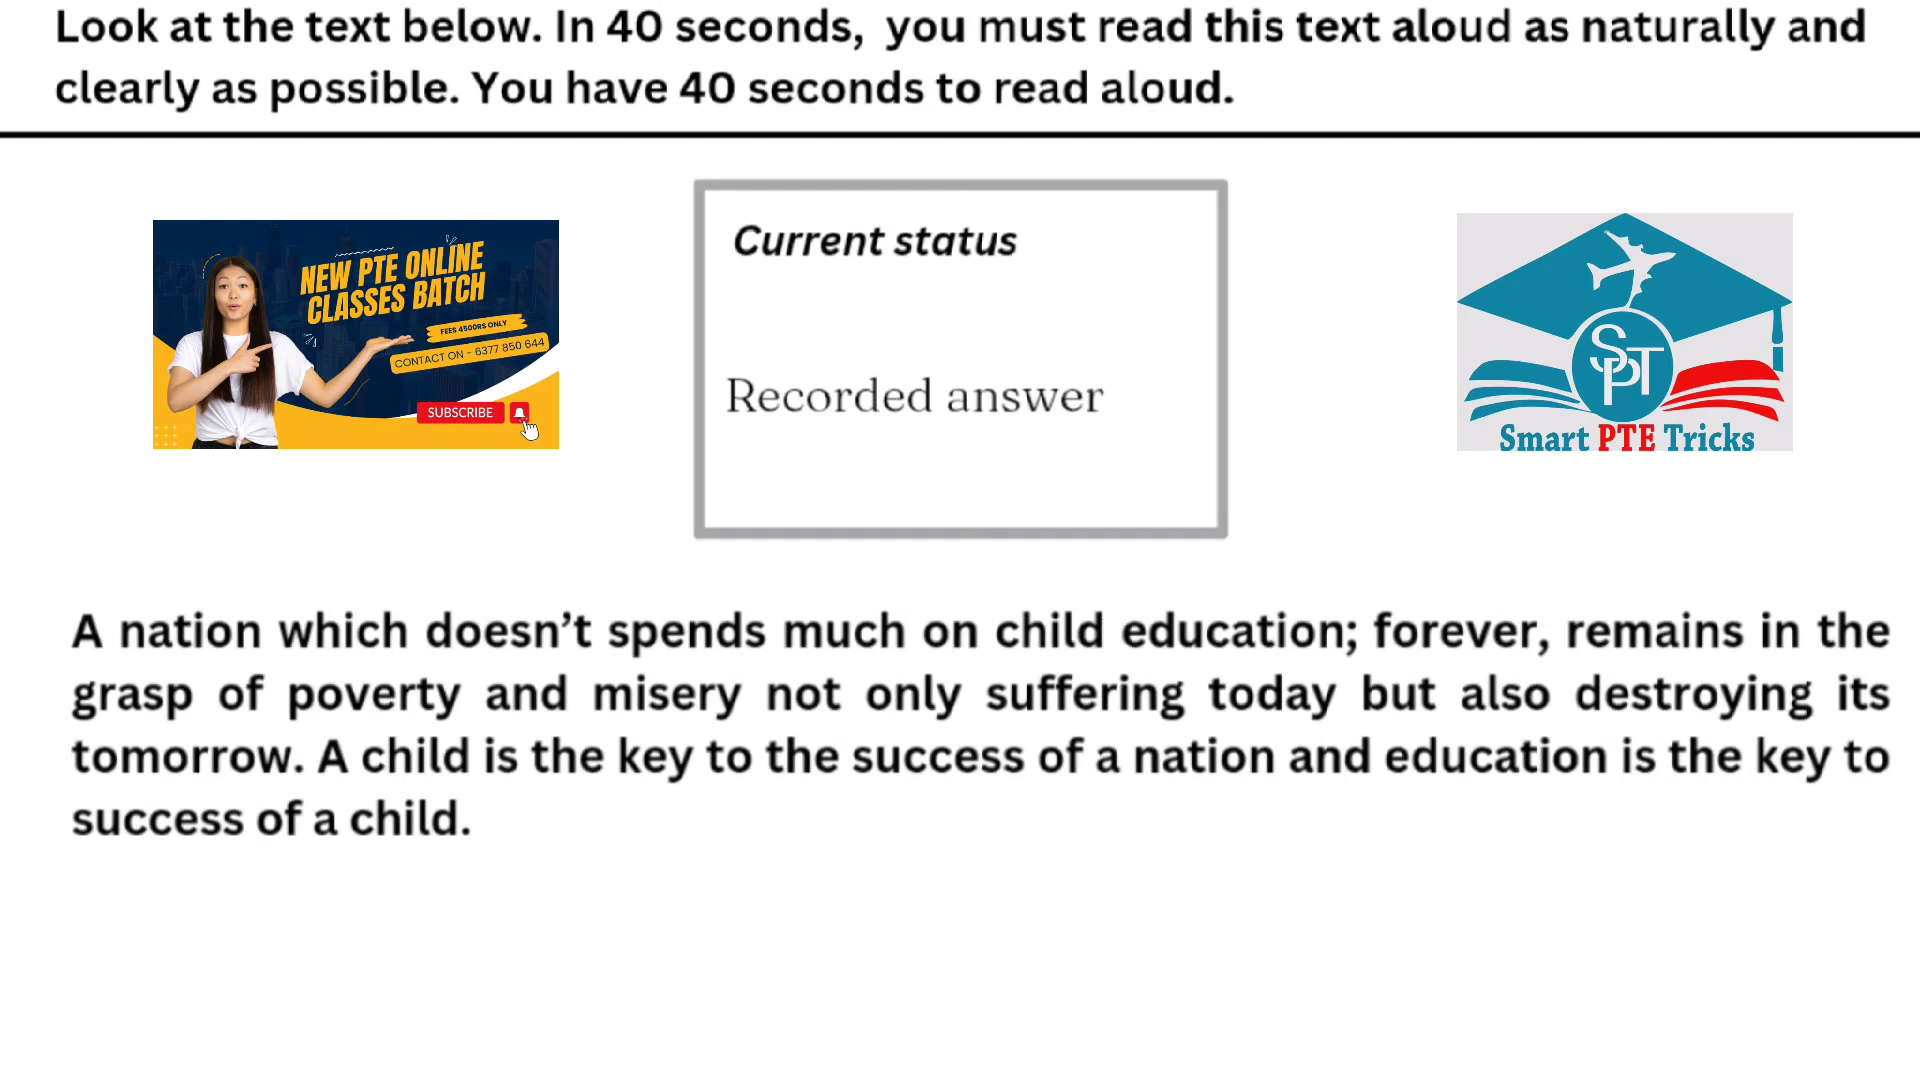 Look at the text below. In 40 seconds, you must read this text aloud as naturally and
clearly as possible. You have 40 seconds to read aloud.
NEW PTE ONLINE
CLASSES BATCH
FEES 4500RS ONLY
CONTACT ON - 6377 850 644
SUBSCRIBE
Current status
Recorded answer
SPT
Smart PTE Tricks
A nation which doesn’t spends much on child education; forever, remains in the
grasp of poverty and misery not only suffering today but also destroying its
tomorrow. A child is the key to the success of a nation and education is the key to
success of a child.